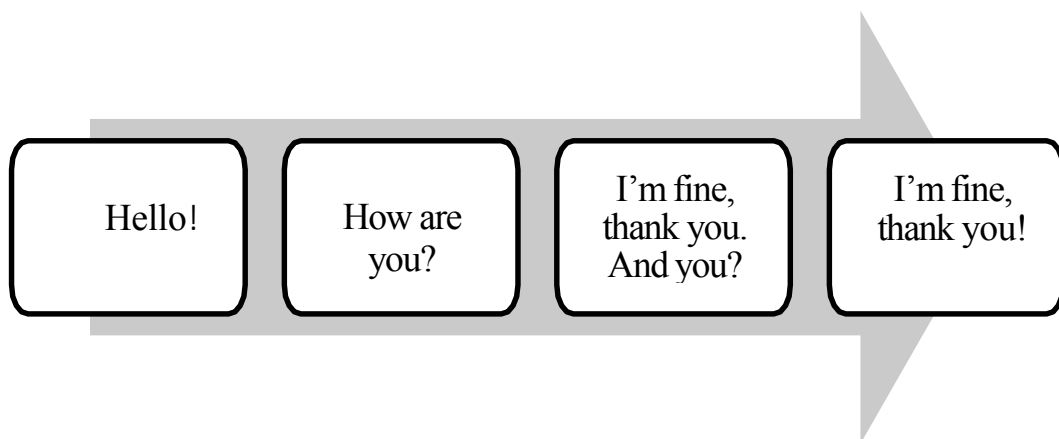 Hello!
How are
you?
I’m fine,
thank you.
And you?
I’m fine,
thank you!